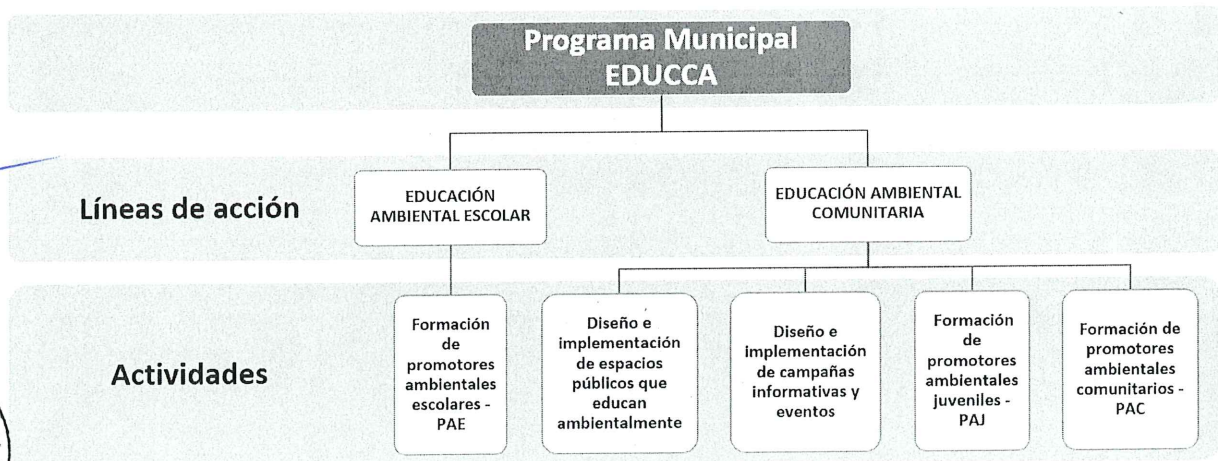 Programa Municipal
EDUCCA
Líneas de acción
EDUCACIÓN
AMBIENTAL ESCOLAR
EDUCACIÓN AMBIENTAL
COMUNITARIA
Actividades
Formación
de
promotores
ambientales
escolares -
PAE
Diseño e
implementación
de espacios
públicos que
educan
ambientalmente
Diseño e
implementación
de campañas
informativas y
eventos
Formación
de
promotores
ambientales
juveniles -
PAJ
Formación de
promotores
ambientales
comunitarios -
PAC